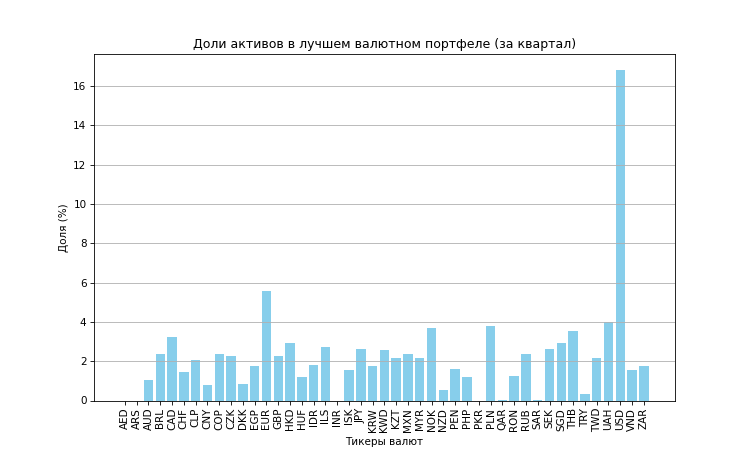 Доли активов в лучшем валютном портфеле (за квартал)
Доля (%)
16
14
12
10
8
6
4
2
0
AED ARS AUD BRL CAD CHF CLP CNY COP CZK DKK EGP EUR GBP HKD HUF IDR ILS INR ISK JPY KRW KWD KZT MXN MYR NOK NZD PEN PHP PKR PLN QAR RON RUB SAR SEK SGD THB TRY TWD UAH USD VND ZAR
Тикеры валют